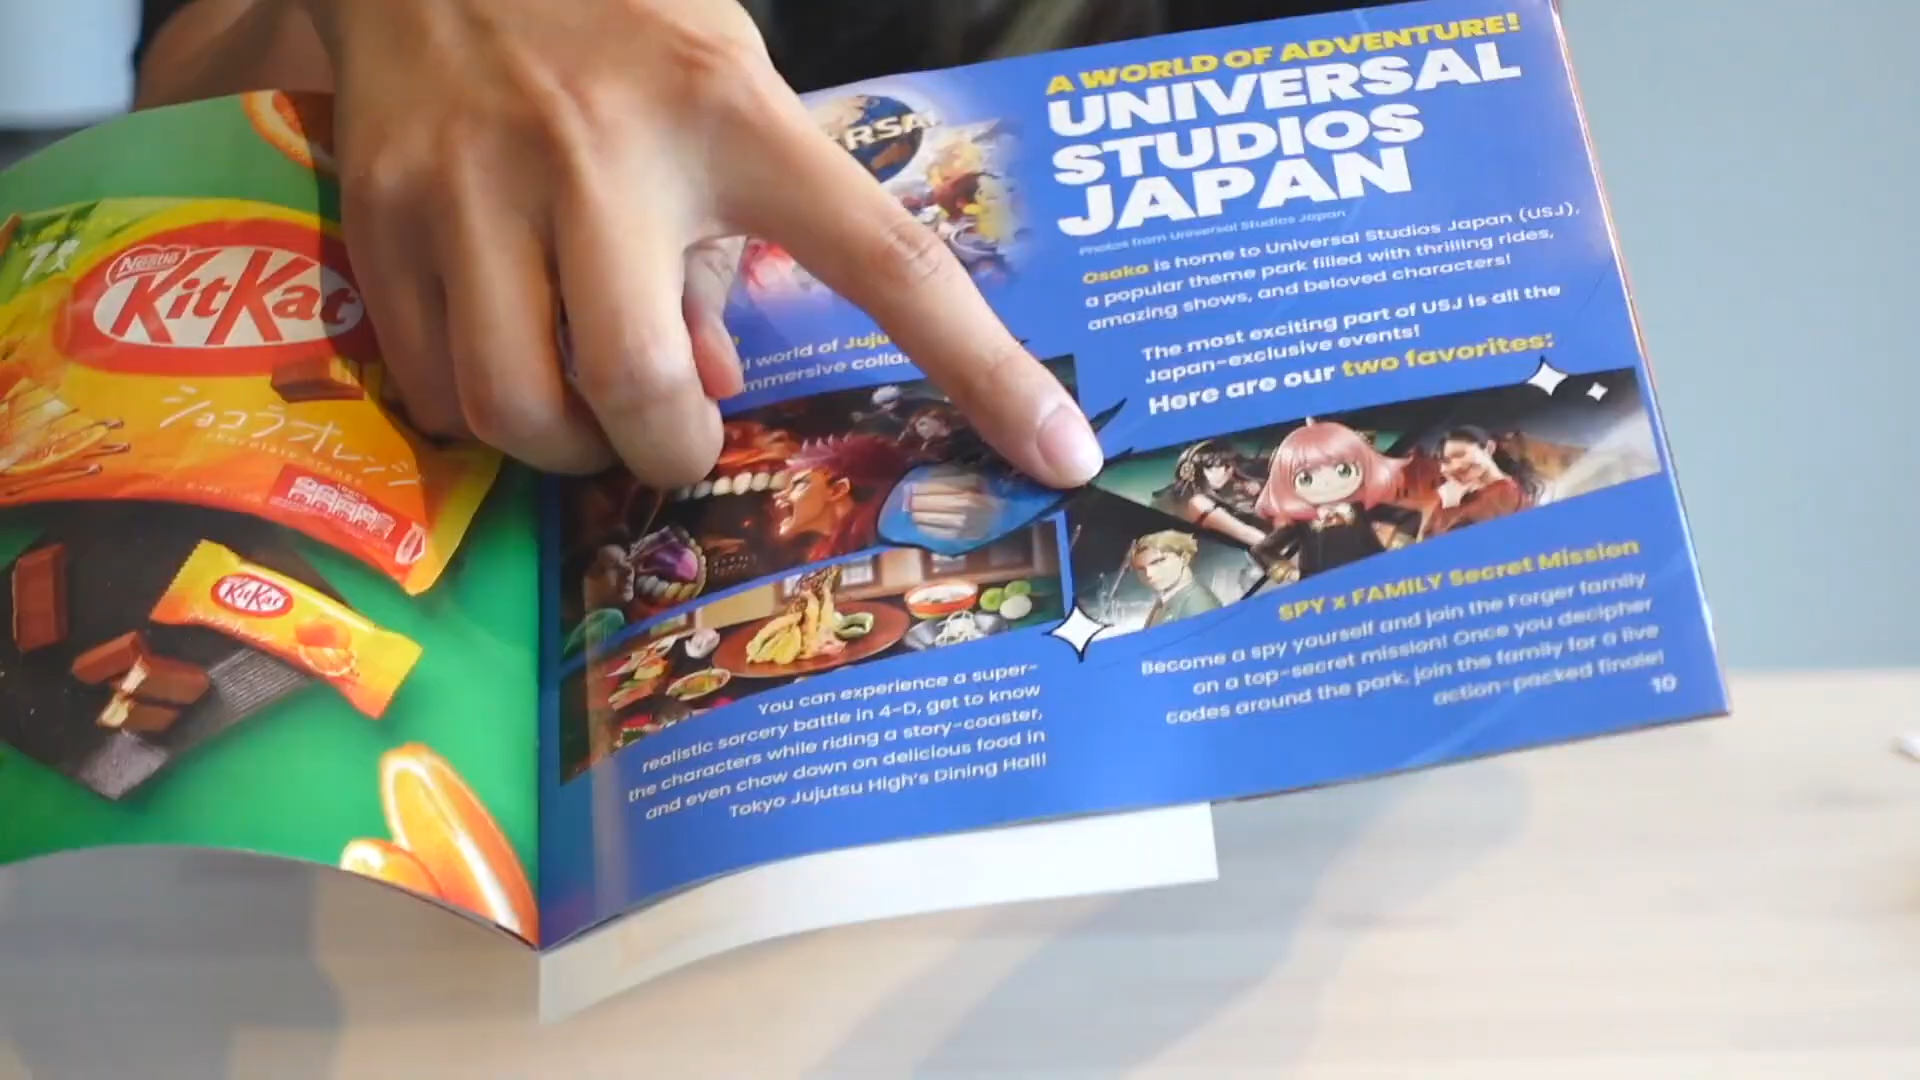 7x
Nestlé
KitKat
ショコラオレンジ
KitKat
RSA
A WORLD OF ADVENTURE!
UNIVERSAL
STUDIOS
JAPAN
Photos from Universal Studios Japan
Osaka is home to Universal Studios Japan (USJ),
a popular theme park filled with thrilling rides,
amazing shows, and beloved characters!
The most exciting part of USJ is all the
Japan-exclusive events!
Here are our two favorites:
world of Juju
mmersive colla
You can experience a super-
realistic sorcery battle in 4-D, get to know
the characters while riding a story-coaster,
and even chow down on delicious food in
Tokyo Jujutsu High's Dining Hall!
SPY x FAMILY Secret Mission
Become a spy yourself and join the Forger family
on a top-secret mission! Once you decipher
codes around the park, join the family for a live
action-packed finale!
10